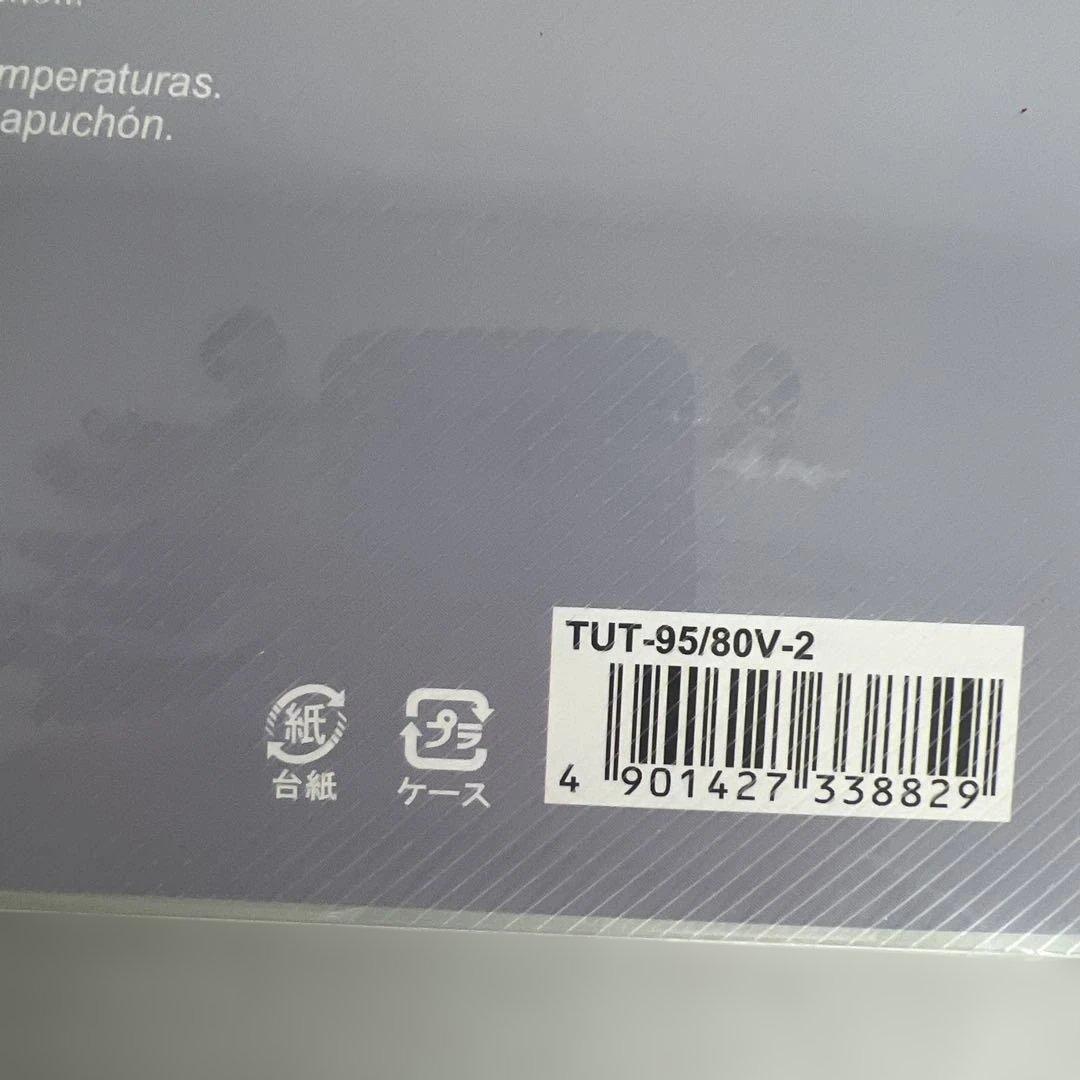 mperaturas.
apuchón.
TUT-95/80V-2
紙
プラ
台紙
ケース
4 901427 338829